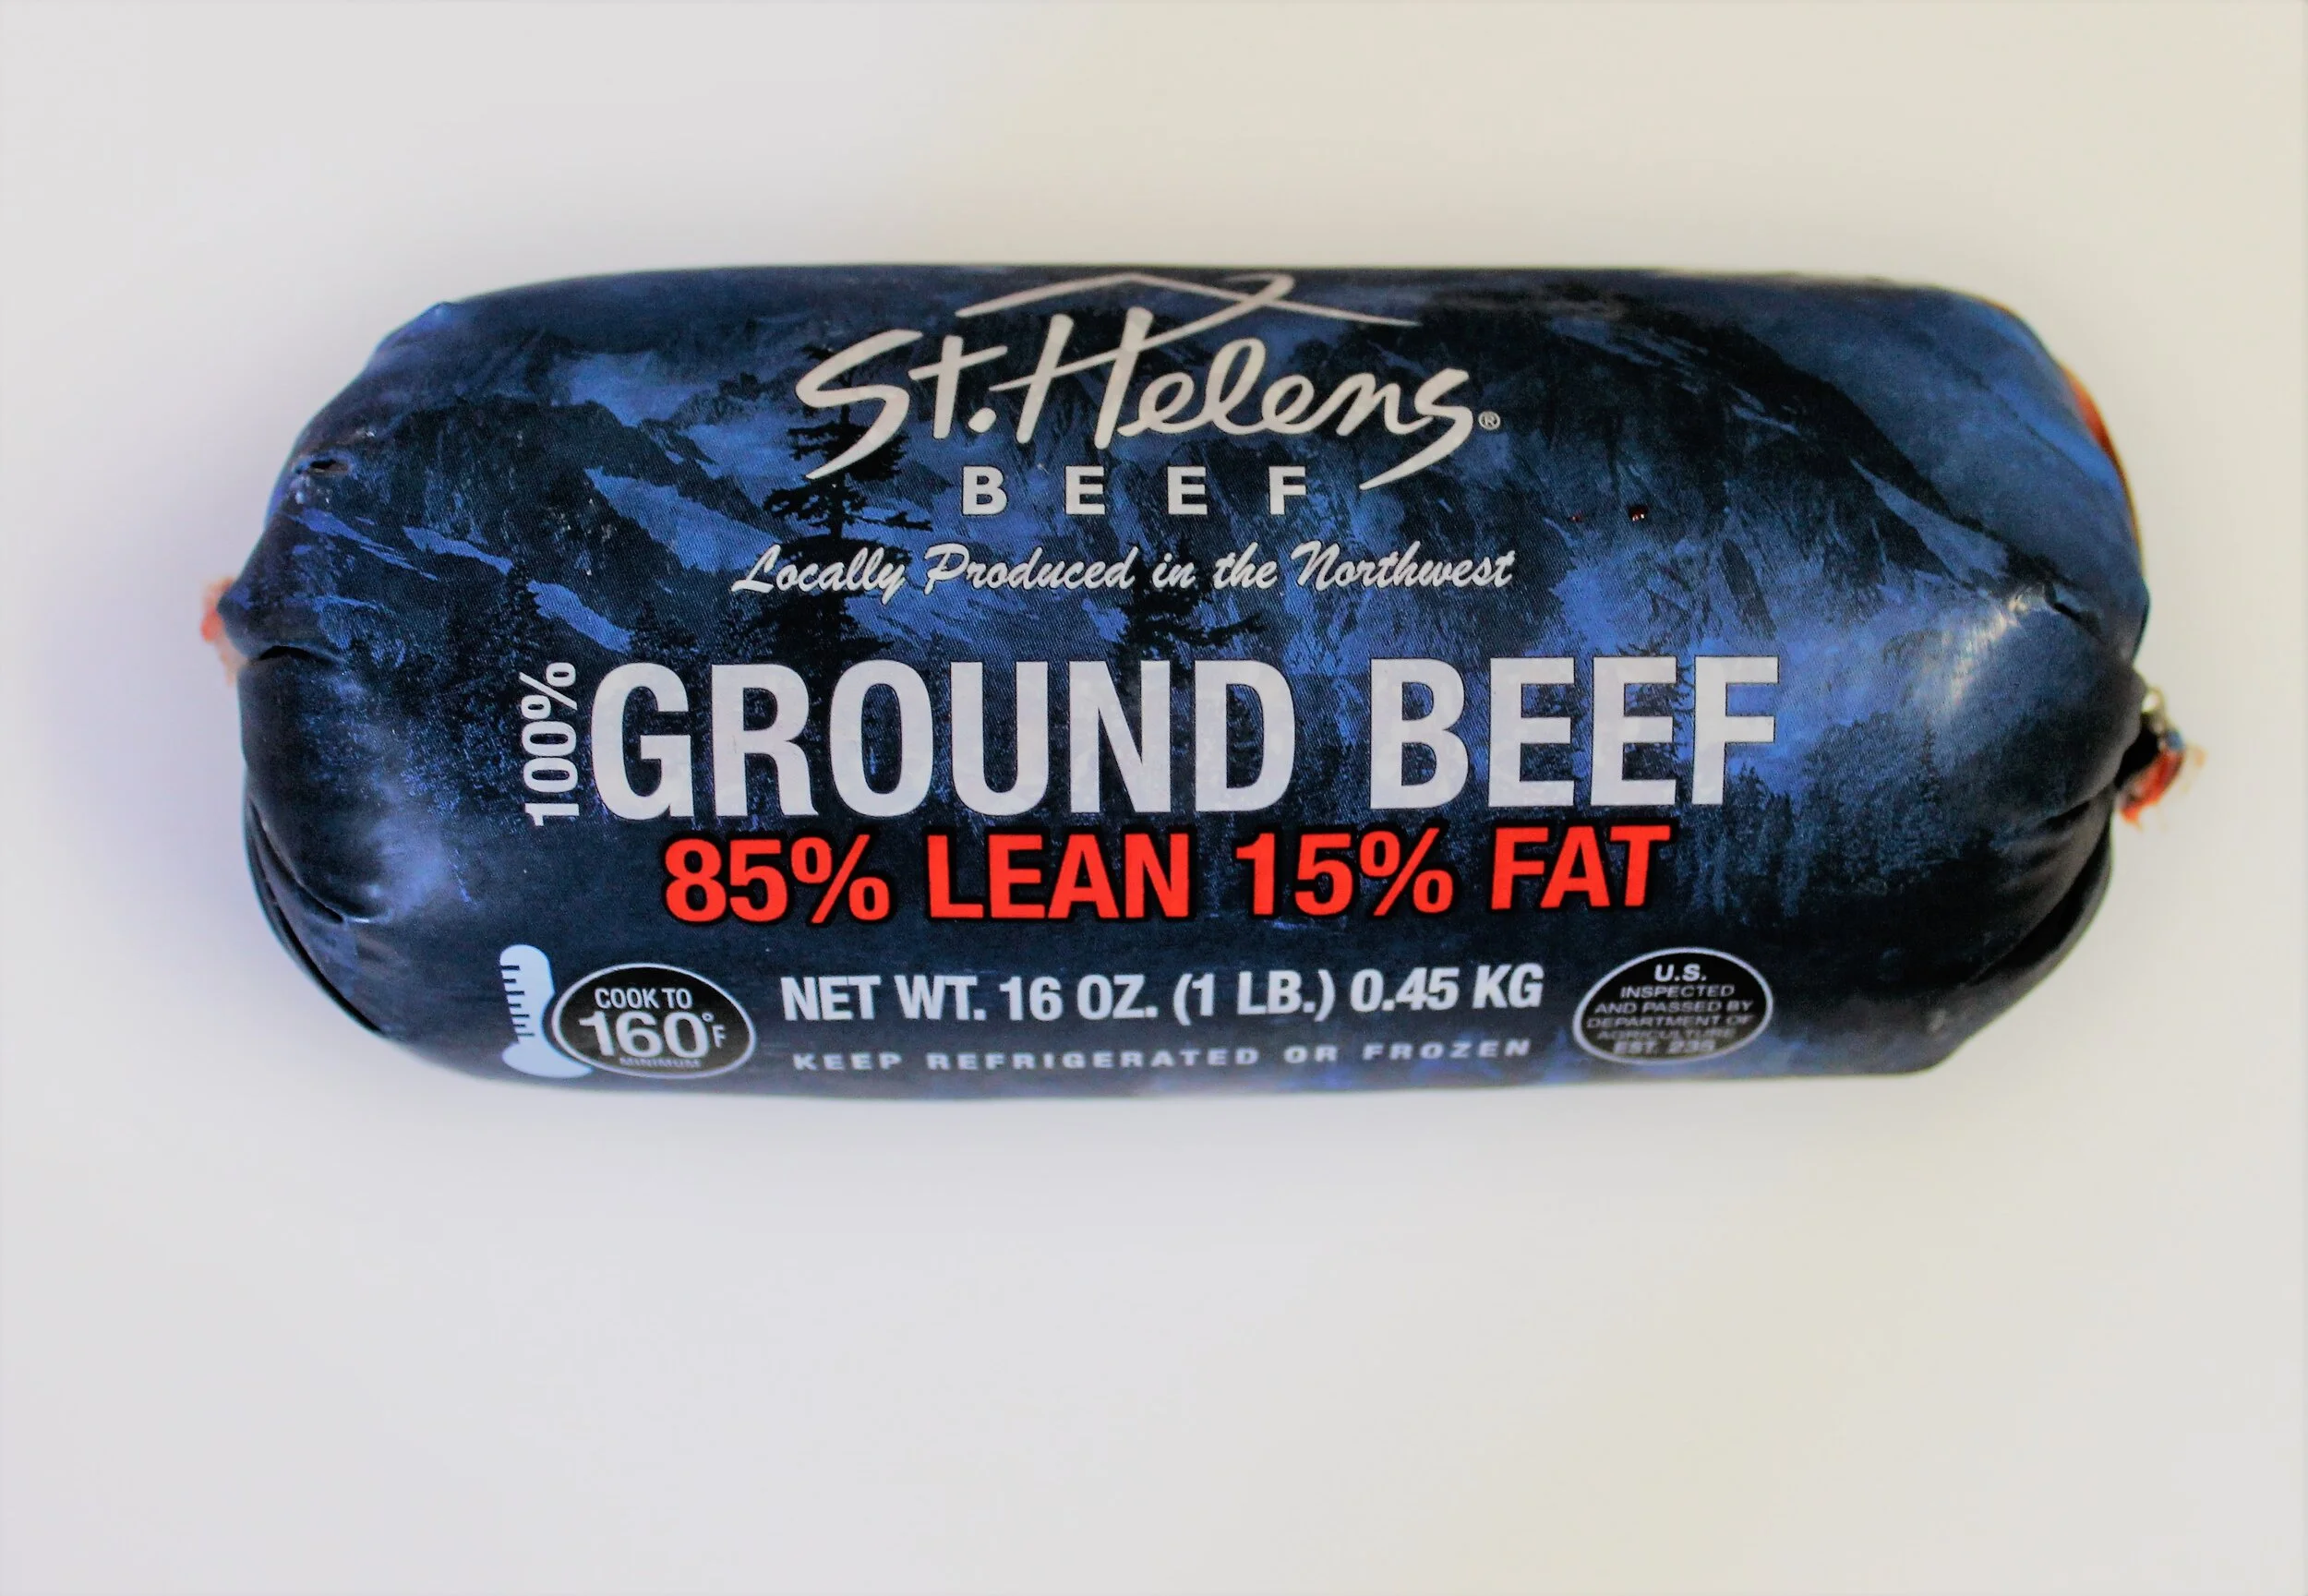 St. Helens®
BEEF
Locally Produced in the Northwest
100%
GROUND BEEF
85% LEAN 15% FAT
COOK TO
160°F
MINIMUM
NET WT. 16 OZ. (1 LB.) 0.45 KG
KEEP REFRIGERATED OR FROZEN
U.S.
INSPECTED
AND PASSED BY
DEPARTMENT OF
AGRICULTURE
EST. 235